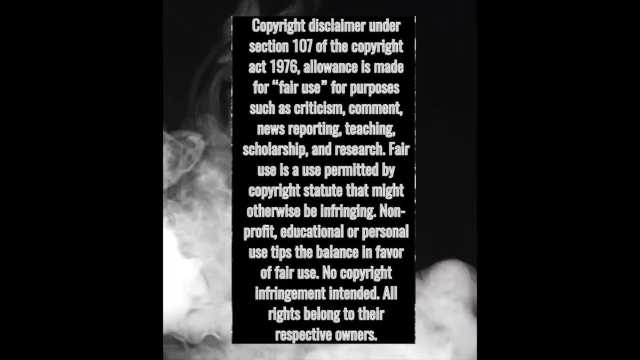 Copyright disclaimer under
section 107 of the copyright
act 1976, allowance is made
for “fair use” for purposes
such as criticism, comment,
news reporting, teaching,
scholarship, and research. Fair
use is a use permitted by
copyright statute that might
otherwise be infringing. Non-
profit, educational or personal
use tips the balance in favor
of fair use. No copyright
infringement intended. All
rights belong to their
respective owners.